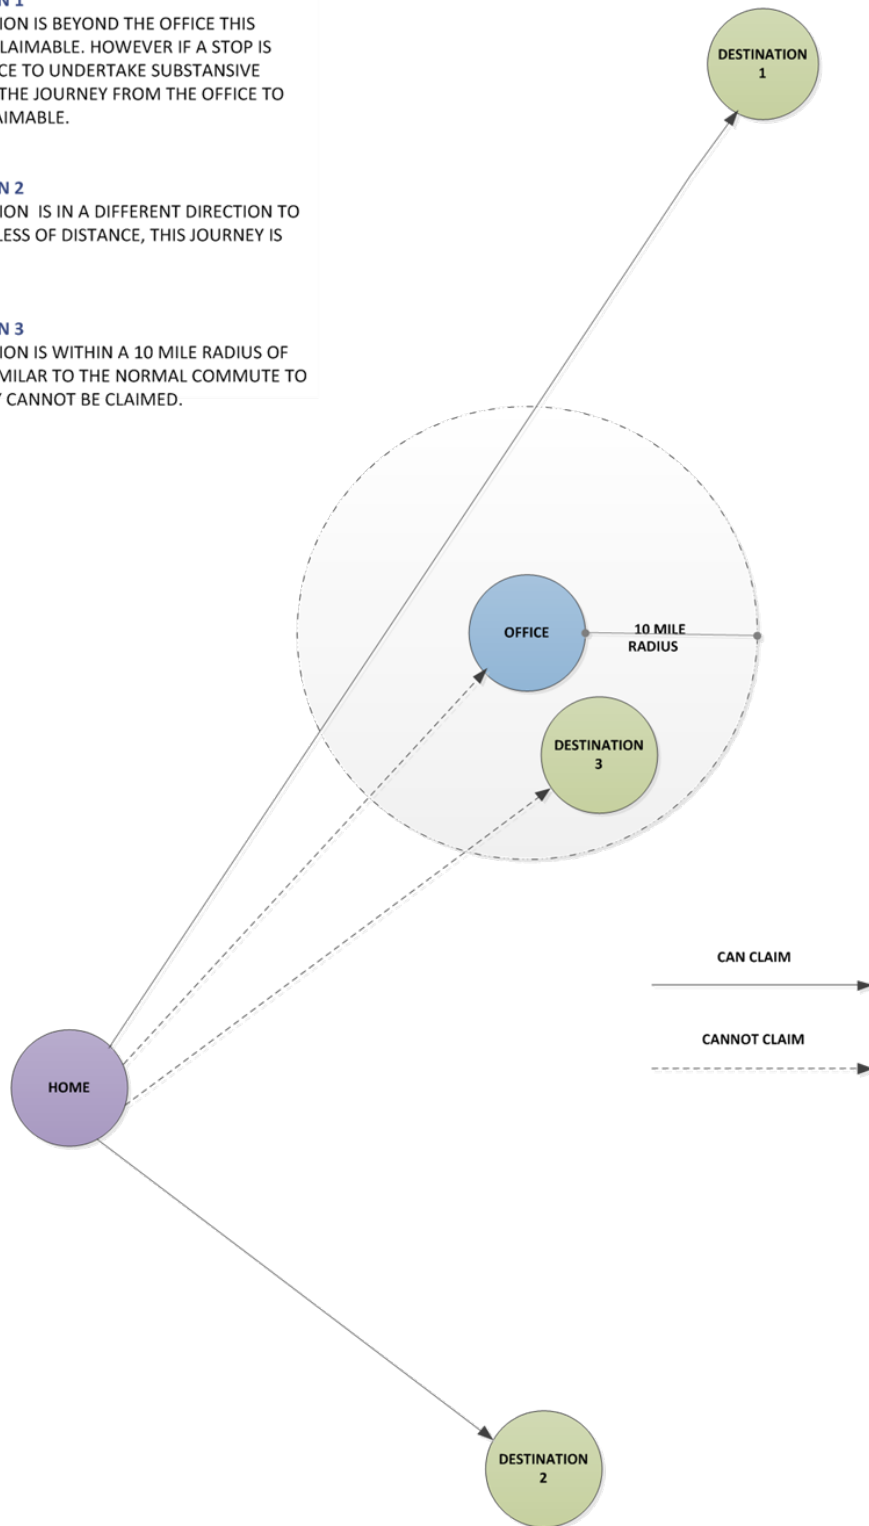 N 1
ION IS BEYOND THE OFFICE THIS
LAIMABLE. HOWEVER IF A STOP IS
CE TO UNDERTAKE SUBSTANSIVE
THE JOURNEY FROM THE OFFICE TO
AIMABLE.
N 2
ION IS IN A DIFFERENT DIRECTION TO
LESS OF DISTANCE, THIS JOURNEY IS
N 3
ION IS WITHIN A 10 MILE RADIUS OF
MILAR TO THE NORMAL COMMUTE TO
Y CANNOT BE CLAIMED.
DESTINATION
1
OFFICE
10 MILE
RADIUS
DESTINATION
3
CAN CLAIM
CANNOT CLAIM
HOME
DESTINATION
2